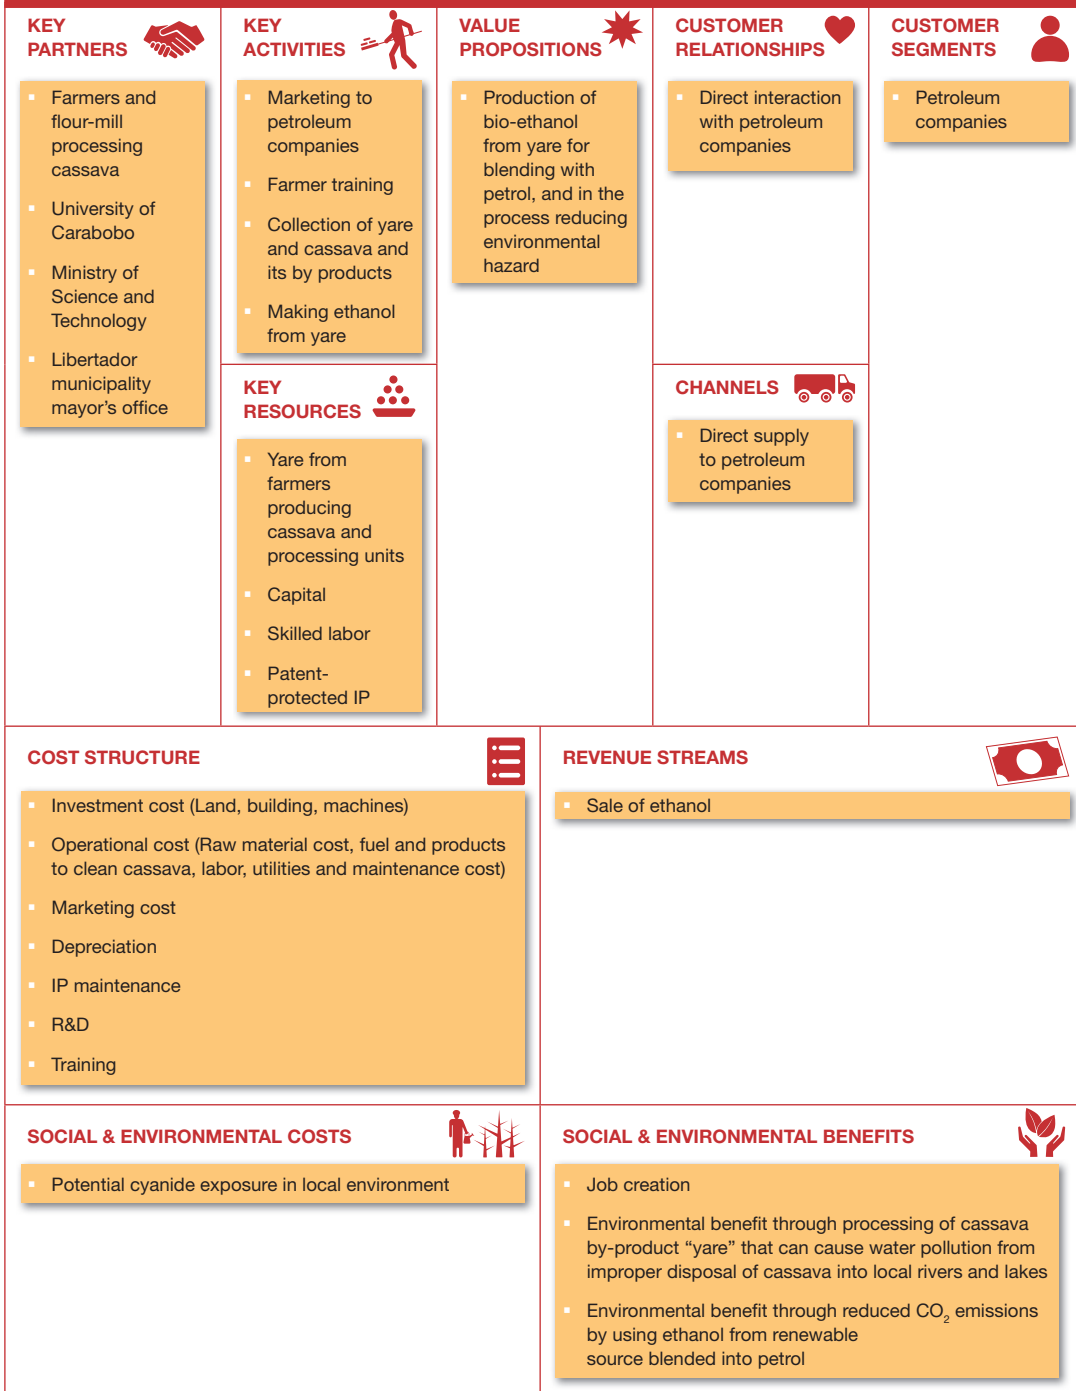 KEY
PARTNERS
Farmers and
flour-mill
processing
cassava
University of
Carabobo
Ministry of
Science and
Technology
Libertador
municipality
mayor’s office
KEY
ACTIVITIES
Marketing to
petroleum
companies
Farmer training
Collection of yare
and cassava and
its by products
Making ethanol
from yare
KEY
RESOURCES
Yare from
farmers
producing
cassava and
processing units
Capital
Skilled labor
Patent-
protected IP
VALUE
PROPOSITIONS
Production of
bio-ethanol
from yare for
blending with
petrol, and in the
process reducing
environmental
hazard
CUSTOMER
RELATIONSHIPS
Direct interaction
with petroleum
companies
CHANNELS
Direct supply
to petroleum
companies
CUSTOMER
SEGMENTS
Petroleum
companies
COST STRUCTURE
Investment cost (Land, building, machines)
Operational cost (Raw material cost, fuel and products
to clean cassava, labor, utilities and maintenance cost)
Marketing cost
Depreciation
IP maintenance
R&D
Training
REVENUE STREAMS
Sale of ethanol
SOCIAL & ENVIRONMENTAL COSTS
Potential cyanide exposure in local environment
SOCIAL & ENVIRONMENTAL BENEFITS
Job creation
Environmental benefit through processing of cassava
by-product “yare” that can cause water pollution from
improper disposal of cassava into local rivers and lakes
Environmental benefit through reduced CO₂ emissions
by using ethanol from renewable
source blended into petrol